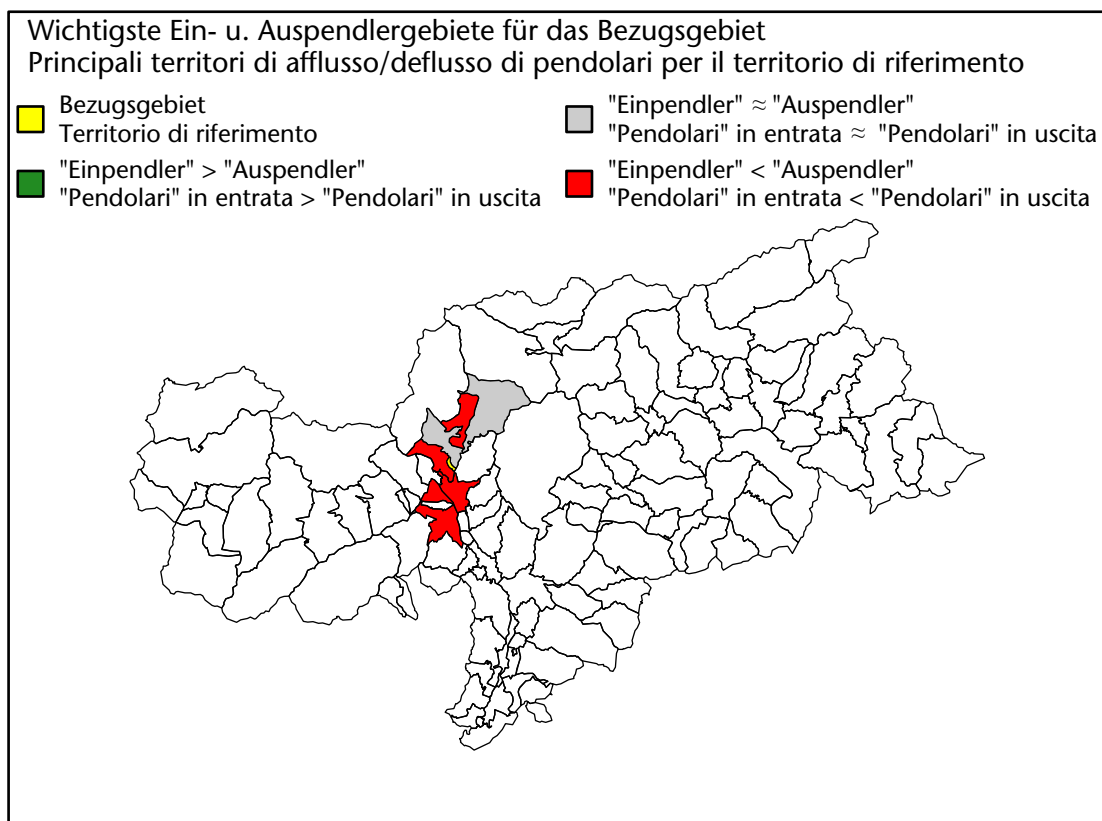 Wichtigste Ein- u. Auspendlergebiete für das Bezugsgebiet
Principali territori di afflusso/deflusso di pendolari per il territorio di riferimento
Bezugsgebiet
Territorio di riferimento
"Einpendler" > "Auspendler"
"Pendolari" in entrata > "Pendolari" in uscita
"Einpendler" ≈ "Auspendler"
"Pendolari" in entrata ≈ "Pendolari" in uscita
"Einpendler" < "Auspendler"
"Pendolari" in entrata < "Pendolari" in uscita